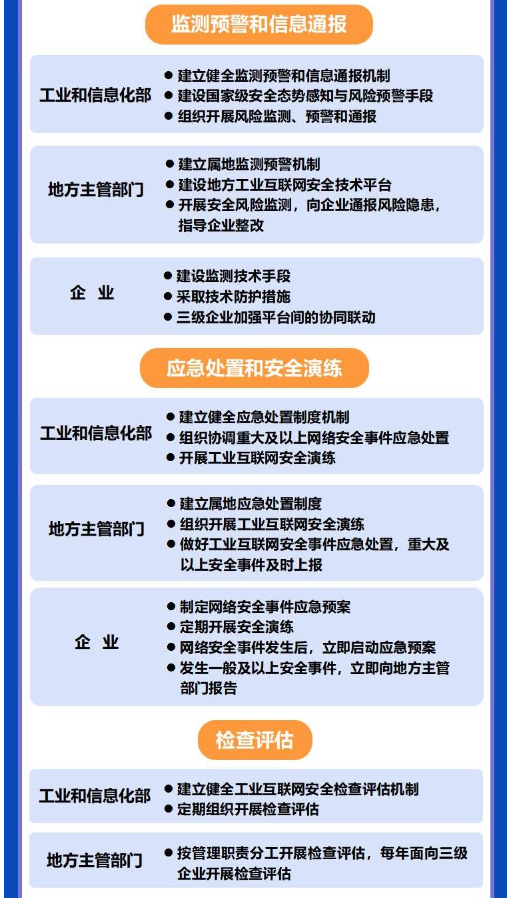 监测预警和信息通报
工业和信息化部
● 建立健全监测预警和信息通报机制
● 建设国家级安全态势感知与风险预警手段
● 组织开展风险监测、预警和通报
地方主管部门
● 建立属地监测预警机制
● 建设地方工业互联网安全技术平台
● 开展安全风险监测，向企业通报风险隐患，
指导企业整改
企 业
● 建设监测技术手段
● 采取技术防护措施
● 三级企业加强平台间的协同联动
应急处置和安全演练
工业和信息化部
● 建立健全应急处置制度机制
● 组织协调重大及以上网络安全事件应急处置
● 开展工业互联网安全演练
地方主管部门
● 建立属地应急处置制度
● 组织开展工业互联网安全演练
● 做好工业互联网安全事件应急处置，重大及
以上安全事件及时上报
企 业
● 制定网络安全事件应急预案
● 定期开展安全演练
● 网络安全事件发生后，立即启动应急预案
● 发生一般及以上安全事件，立即向地方主管
部门报告
检查评估
工业和信息化部
● 建立健全工业互联网安全检查评估机制
● 定期组织开展检查评估
地方主管部门
● 按管理职责分工开展检查评估，每年面向三级
企业开展检查评估